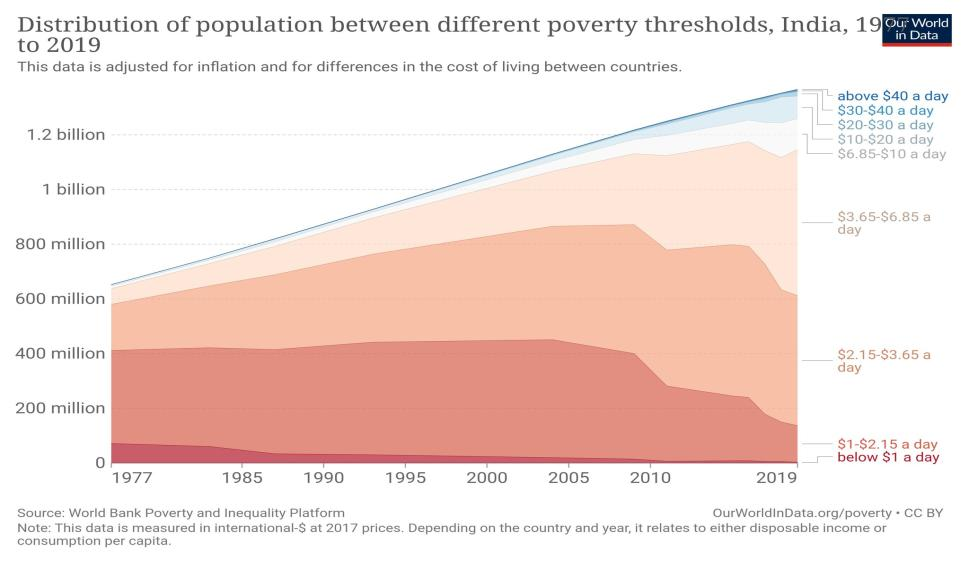 Distribution of population between different poverty thresholds, India, 1977
to 2019
Our World
in Data
This data is adjusted for inflation and for differences in the cost of living between countries.
above $40 a day
$30-$40 a day
$20-$30 a day
$10-$20 a day
$6.85-$10 a day
$3.65-$6.85 a
day
$2.15-$3.65 a
day
$1-$2.15 a day
below $1 a day
1.2 billion
1 billion
800 million
600 million
400 million
200 million
0
1977
1985
1990
1995
2000
2005
2010
2019
Source: World Bank Poverty and Inequality Platform
OurWorldInData.org/poverty • CC BY
Note: This data is measured in international-$ at 2017 prices. Depending on the country and year, it relates to either disposable income or
consumption per capita.